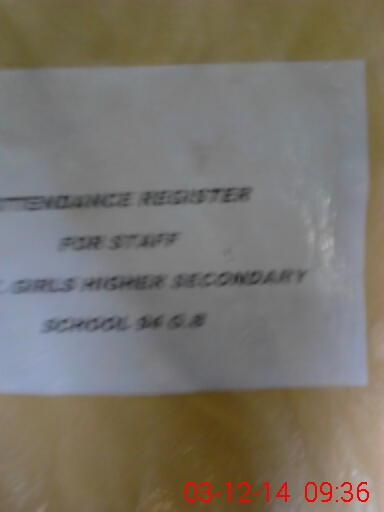 ATTENDANCE REGISTER
FOR STAFF
GIRLS HIGHER SECONDARY
SCHOOL
03-12-14 09:36